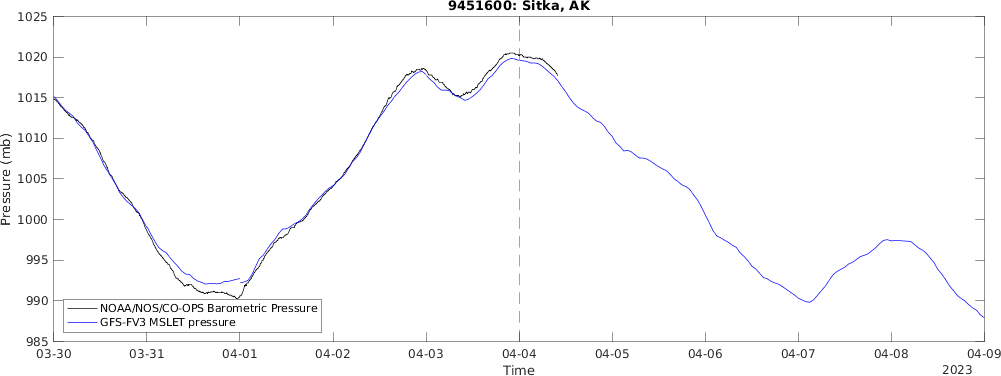 9451600: Sitka, AK
Pressure (mb)
1025
1020
1015
1010
1005
1000
995
990
985
NOAA/NOS/CO-OPS Barometric Pressure
GFS-FV3 MSLET pressure
03-30 03-31 04-01 04-02 04-03 04-04 04-05 04-06 04-07 04-08 04-09
Time
2023